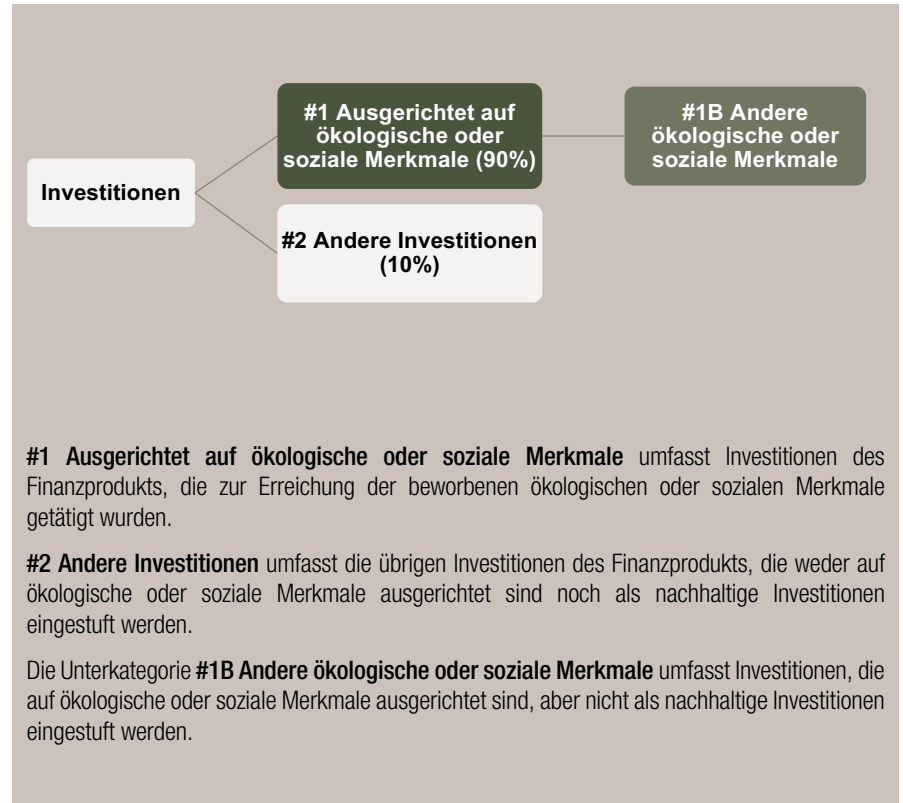 #1 Ausgerichtet auf
ökologische oder
soziale Merkmale (90%)
#1B Andere
ökologische oder
soziale Merkmale
Investitionen
#2 Andere Investitionen
(10%)
#1 Ausgerichtet auf ökologische oder soziale Merkmale umfasst Investitionen des
Finanzprodukts, die zur Erreichung der beworbenen ökologischen oder sozialen Merkmale
getätigt wurden.
#2 Andere Investitionen umfasst die übrigen Investitionen des Finanzprodukts, die weder auf
ökologische oder soziale Merkmale ausgerichtet sind noch als nachhaltige Investitionen
eingestuft werden.
Die Unterkategorie #1B Andere ökologische oder soziale Merkmale umfasst Investitionen, die
auf ökologische oder soziale Merkmale ausgerichtet sind, aber nicht als nachhaltige Investitionen
eingestuft werden.